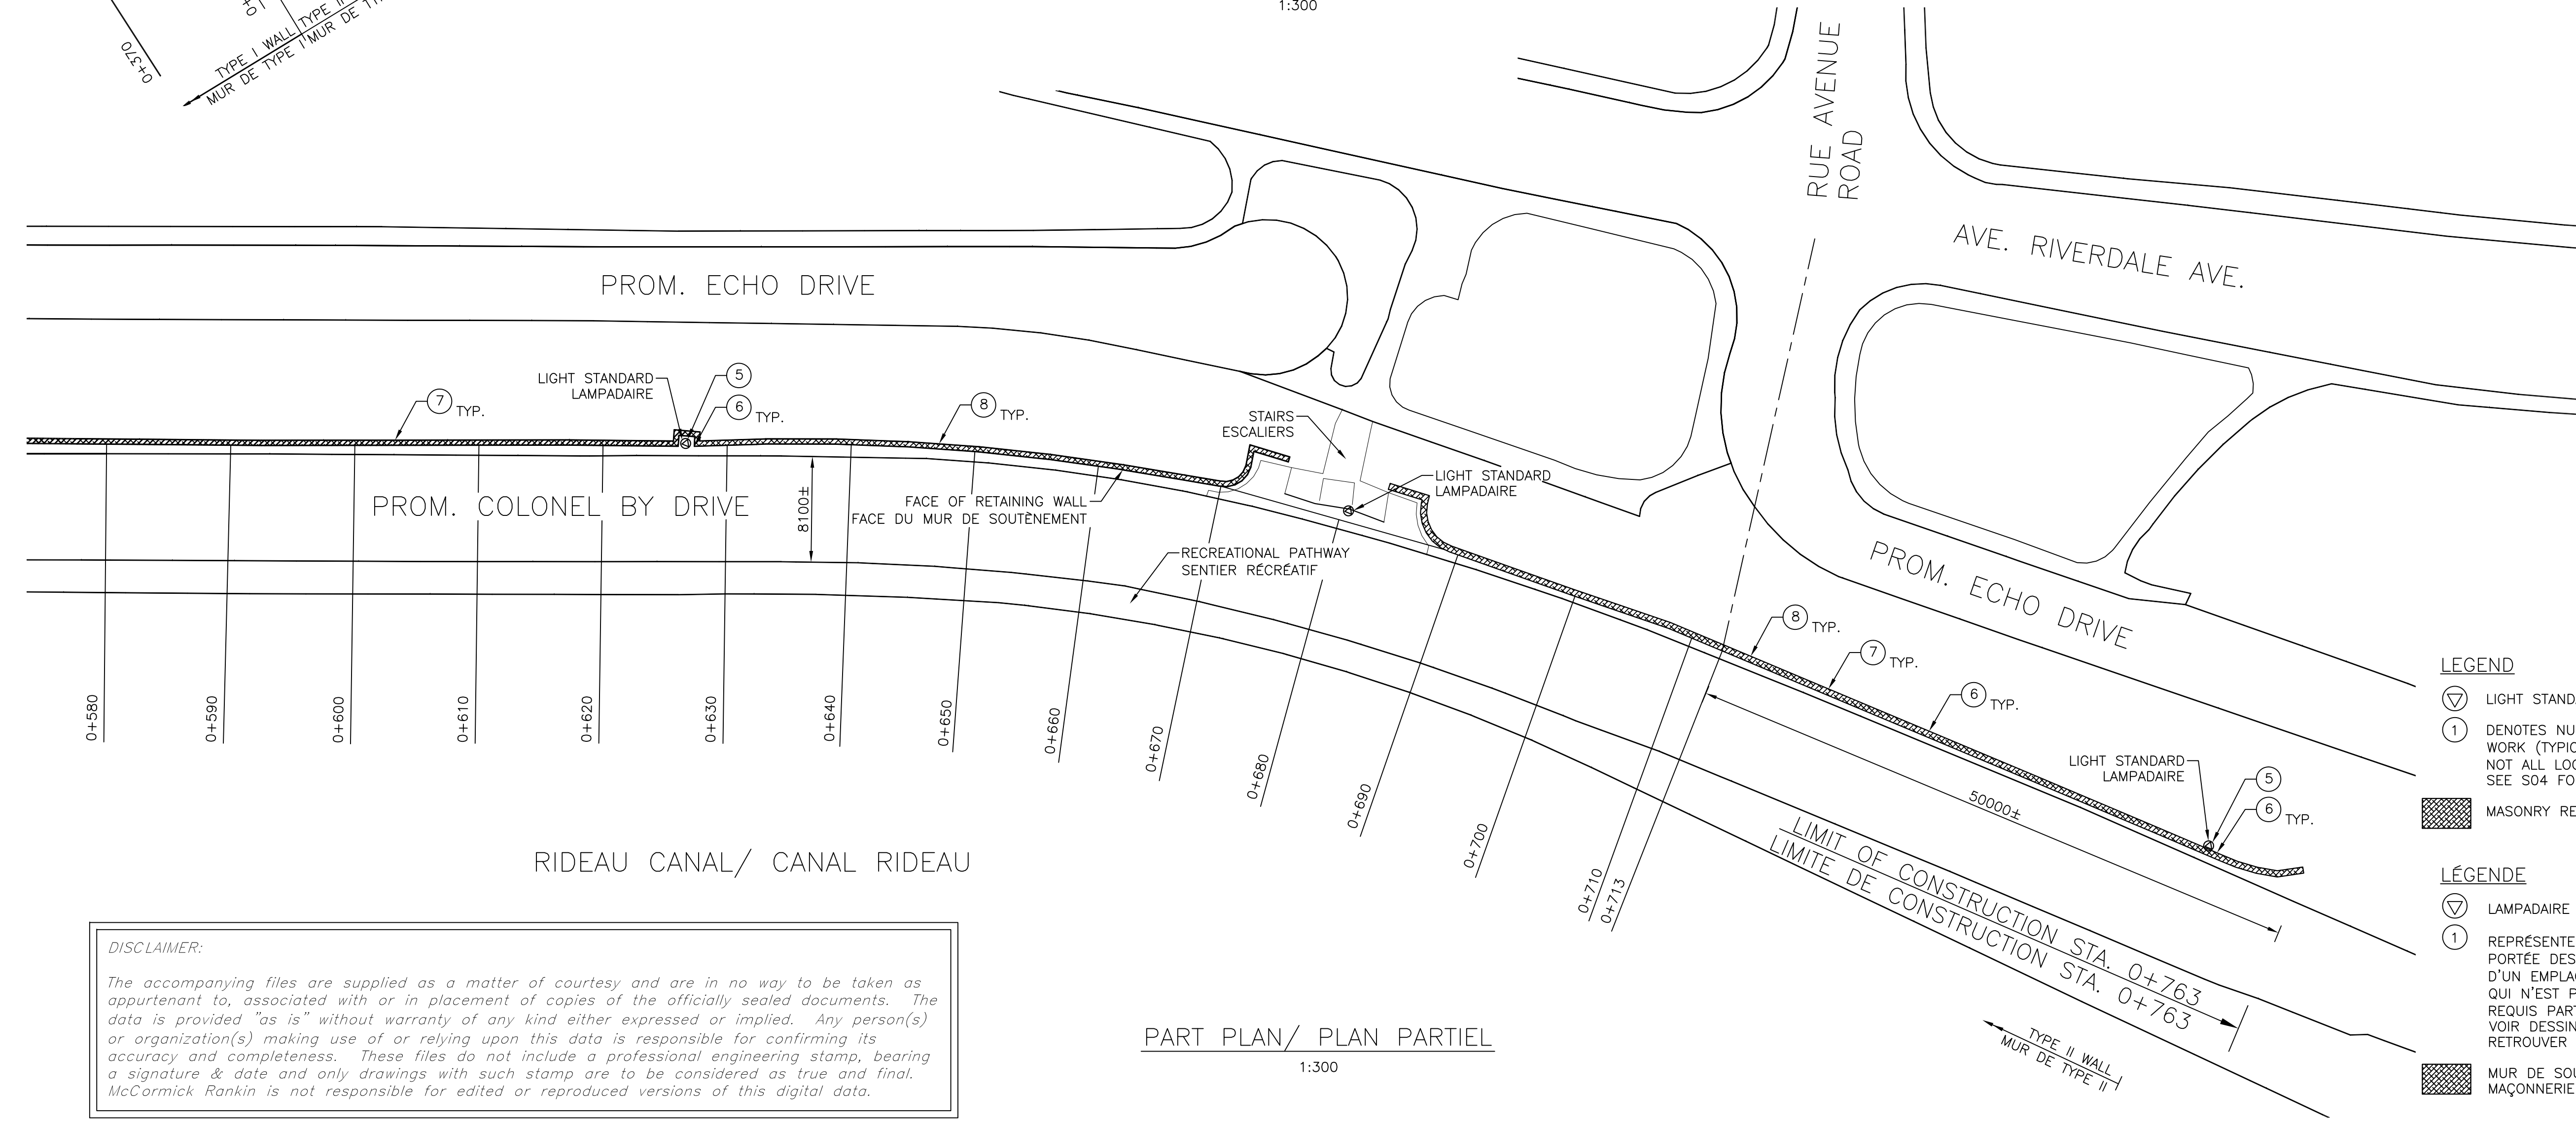 1:300
0+370
TYPE I WALL
MUR DE TYPE I
TYPE II
MUR DE
RUE AVENUE
ROAD
AVE. RIVERDALE AVE.
PROM. ECHO DRIVE
LIGHT STANDARD
LAMPADAIRE
5
6 TYP.
7 TYP.
8 TYP.
STAIRS
ESCALIERS
LIGHT STANDARD
LAMPADAIRE
FACE OF RETAINING WALL
FACE DU MUR DE SOUTÈNEMENT
PROM. COLONEL BY DRIVE
8100±
RECREATIONAL PATHWAY
SENTIER RÉCRÉATIF
PROM. ECHO DRIVE
8 TYP.
7 TYP.
6 TYP.
LIGHT STANDARD
LAMPADAIRE
5
6 TYP.
50000±
0+580
0+590
0+600
0+610
0+620
0+630
0+640
0+650
0+660
0+670
0+680
0+690
0+700
0+710
0+713
LIMIT OF CONSTRUCTION STA. 0+763
LIMITE DE CONSTRUCTION STA. 0+763
TYPE II WALL
MUR DE TYPE II
RIDEAU CANAL/ CANAL RIDEAU
DISCLAIMER:
The accompanying files are supplied as a matter of courtesy and are in no way to be taken as
appurtenant to, associated with or in placement of copies of the officially sealed documents. The
data is provided "as is" without warranty of any kind either expressed or implied. Any person(s)
or organization(s) making use of or relying upon this data is responsible for confirming its
accuracy and completeness. These files do not include a professional engineering stamp, bearing
a signature & date and only drawings with such stamp are to be considered as true and final.
McCormick Rankin is not responsible for edited or reproduced versions of this digital data.
PART PLAN/ PLAN PARTIEL
1:300
LEGEND
LIGHT STAND
1 DENOTES NU
WORK (TYPIC
NOT ALL LOC
SEE S04 FO
MASONRY RE
LÉGENDE
LAMPADAIRE
1 REPRÉSENTE
PORTÉE DES
D'UN EMPLA
QUI N'EST P
REQUIS PART
VOIR DESSIN
RETROUVER
MUR DE SOU
MAÇONNERIE